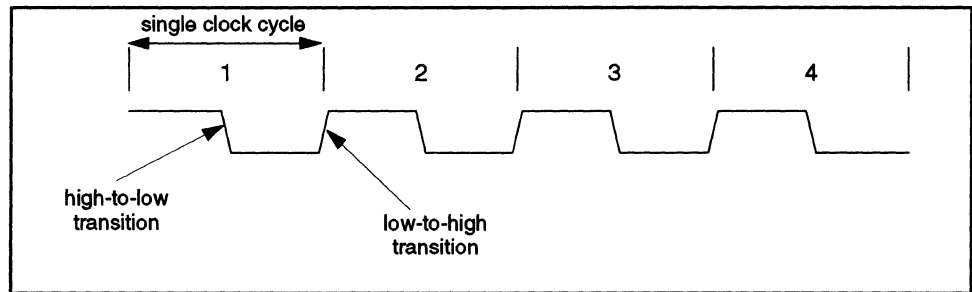 single clock cycle
1 2 3 4
high-to-low
transition
low-to-high
transition